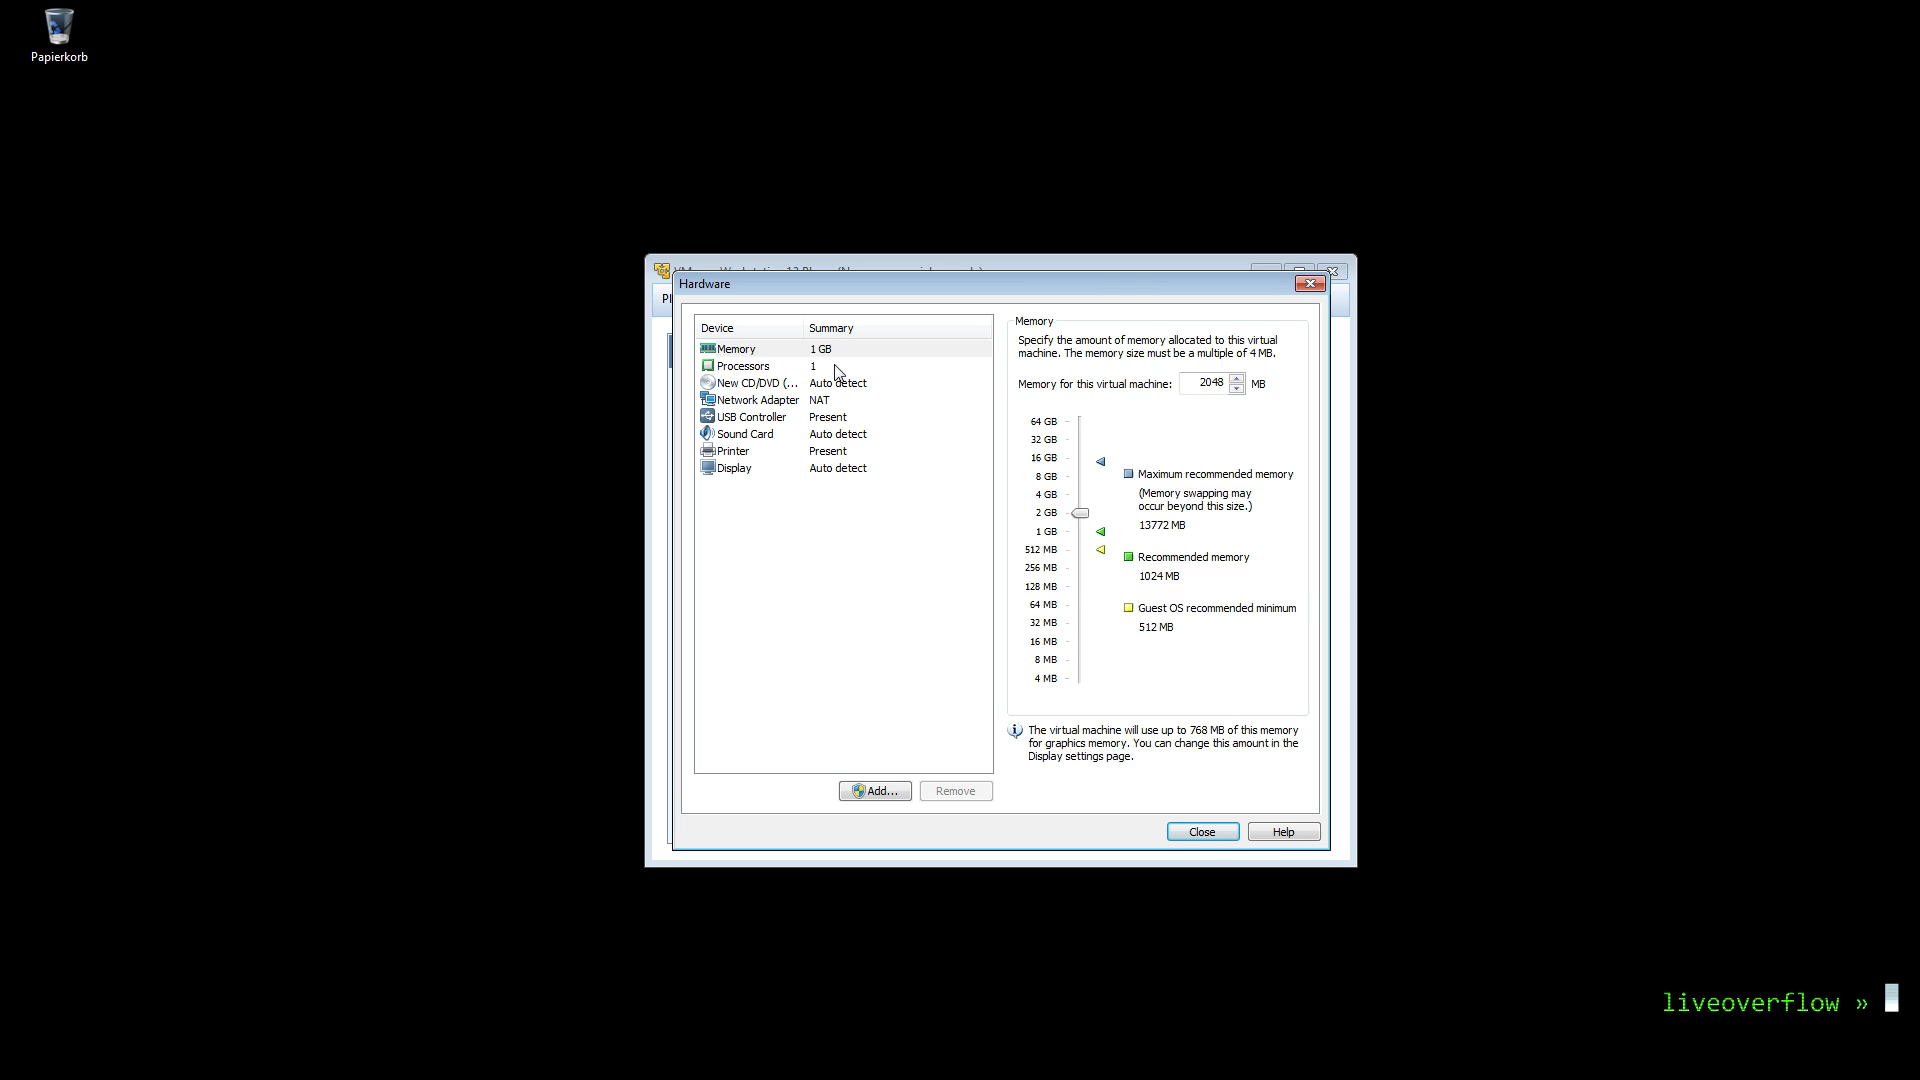 Papierkorb
Hardware
Pl
Device Summary
Memory 1 GB
Processors 1
New CD/DVD (... Auto detect
Network Adapter NAT
USB Controller Present
Sound Card Auto detect
Printer Present
Display Auto detect
Add... Remove
Memory
Specify the amount of memory allocated to this virtual
machine. The memory size must be a multiple of 4 MB.
Memory for this virtual machine: 2048 MB
64 GB
32 GB
16 GB
8 GB
4 GB
2 GB
1 GB
512 MB
256 MB
128 MB
64 MB
32 MB
16 MB
8 MB
4 MB
Maximum recommended memory
(Memory swapping may
occur beyond this size.)
13772 MB
Recommended memory
1024 MB
Guest OS recommended minimum
512 MB
The virtual machine will use up to 768 MB of this memory
for graphics memory. You can change this amount in the
Display settings page.
Close Help
liveoverflow »